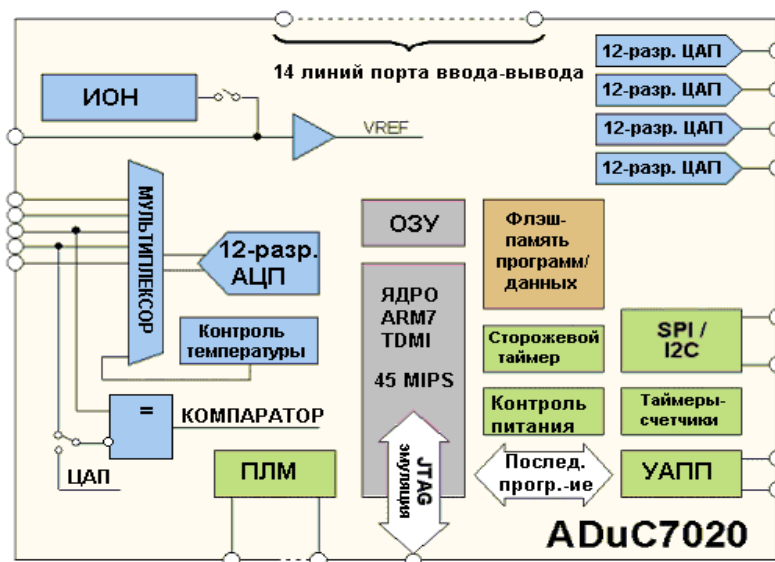 14 линий порта ввода-вывода
12-разр. ЦАП
12-разр. ЦАП
12-разр. ЦАП
12-разр. ЦАП
ИОН
VREF
МУЛЬТИПЛЕКСОР
12-разр.
АЦП
Контроль
температуры
=
КОМПАРАТОР
ЦАП
ПЛМ
ОЗУ
ЯДРО
ARM7
TDMI
45 MIPS
JTAG
эмуляция
Флэш-
память
программ/
данных
Сторожевой
таймер
Контроль
питания
SPI /
I2C
Таймеры-
счетчики
Послед.
прогр.-ие
УАПП
ADuC7020